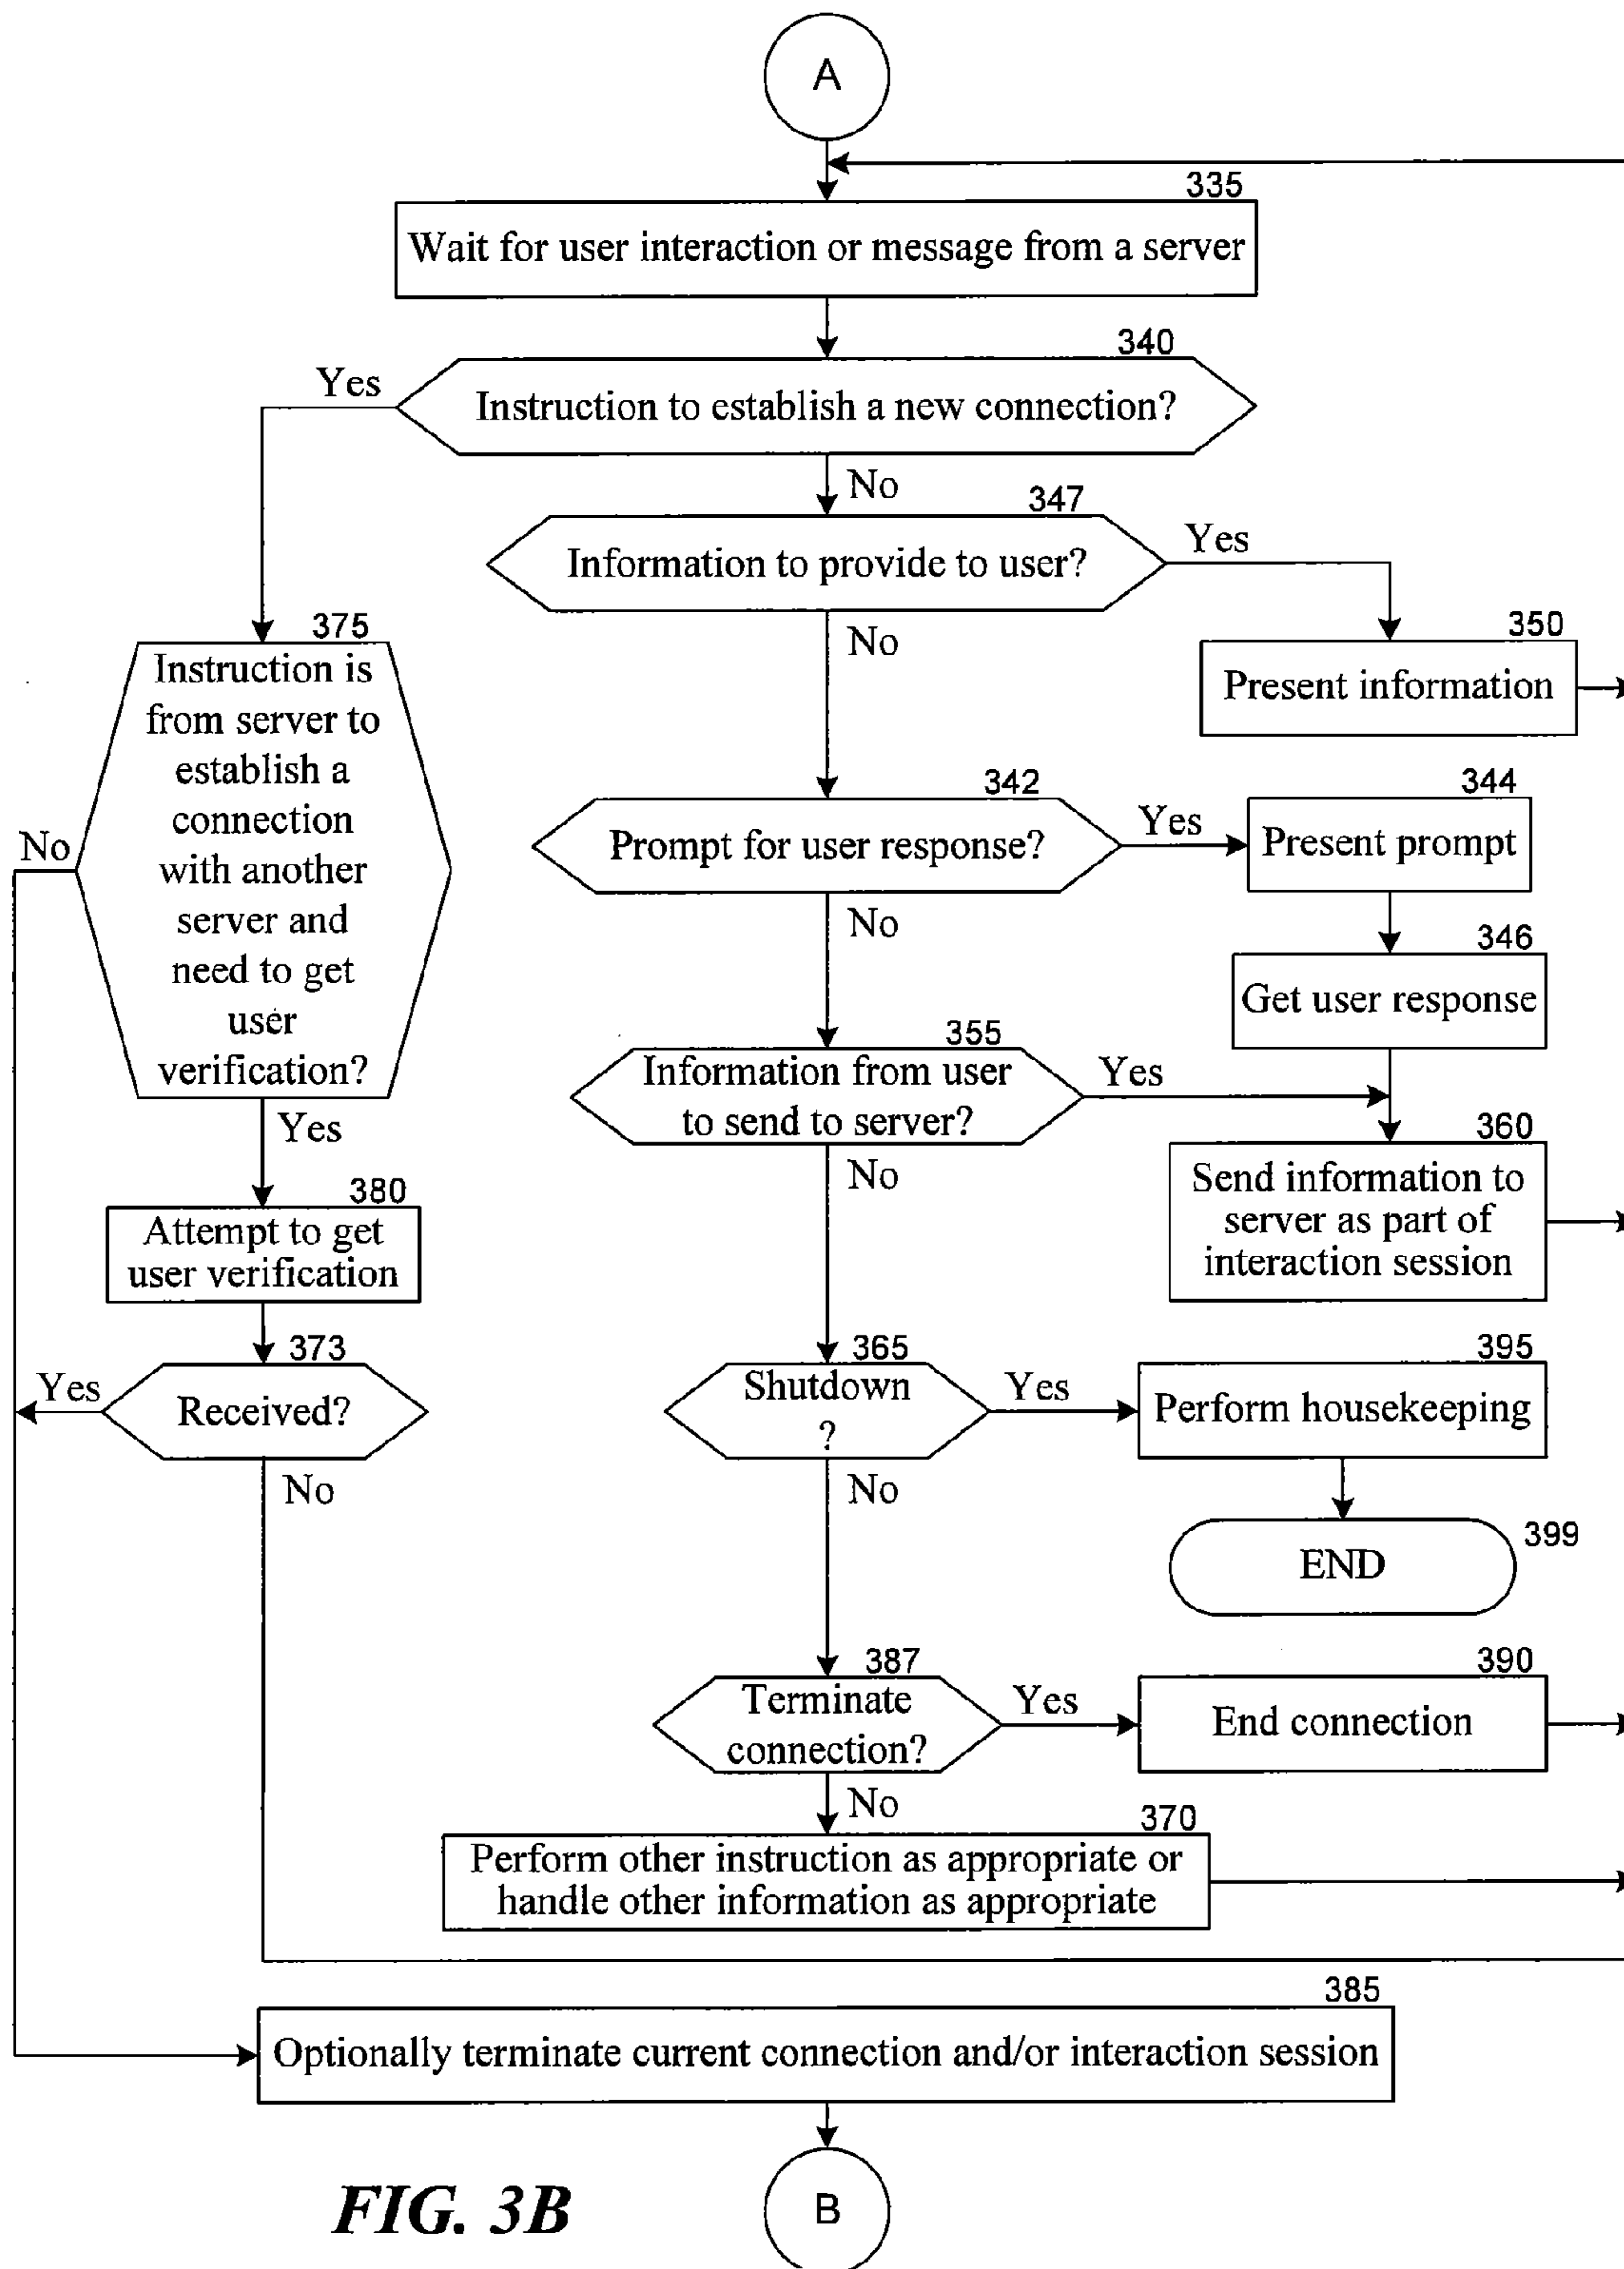 A
335
Wait for user interaction or message from a server
340
Yes
Instruction to establish a new connection?
No
347
Information to provide to user?
Yes
No
350
Present information
375
Instruction is
from server to
establish a
connection
with another
server and
need to get
user
verification?
No
Yes
342
Prompt for user response?
Yes
No
344
Present prompt
346
Get user response
355
Information from user
to send to server?
Yes
No
360
Send information to
server as part of
interaction session
380
Attempt to get
user verification
373
Yes
Received?
No
365
Shutdown
?
Yes
No
395
Perform housekeeping
399
END
387
Terminate
connection?
Yes
No
390
End connection
370
Perform other instruction as appropriate or
handle other information as appropriate
385
Optionally terminate current connection and/or interaction session
FIG. 3B
B